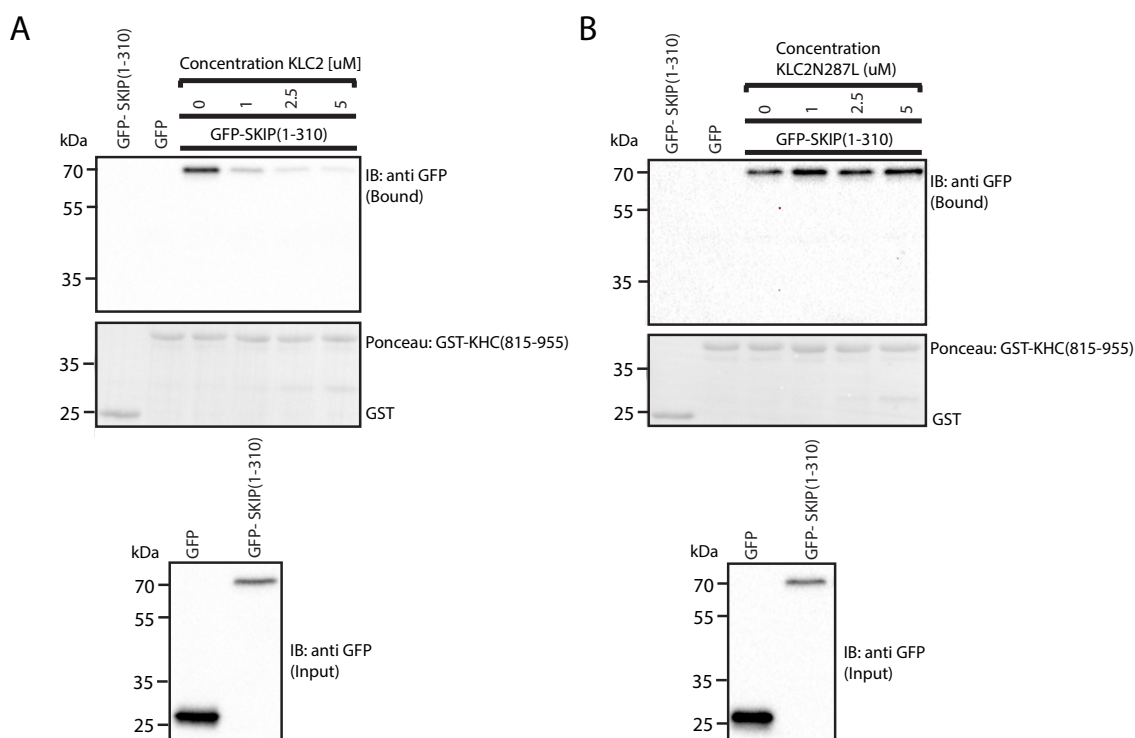 A
GFP- SKIP(1-310)
GFP
Concentration KLC2 [uM]
0
1
2.5
5
GFP-SKIP(1-310)
kDa
70
55
35
IB: anti GFP
(Bound)
35
25
Ponceau: GST-KHC(815-955)
GST
kDa
GFP
GFP- SKIP(1-310)
70
55
35
25
IB: anti GFP
(Input)
B
GFP- SKIP(1-310)
GFP
Concentration
KLC2N287L (uM)
0
1
2.5
5
GFP-SKIP(1-310)
kDa
70
55
35
IB: anti GFP
(Bound)
35
25
Ponceau: GST-KHC(815-955)
GST
kDa
GFP
GFP- SKIP(1-310)
70
55
35
25
IB: anti GFP
(Input)